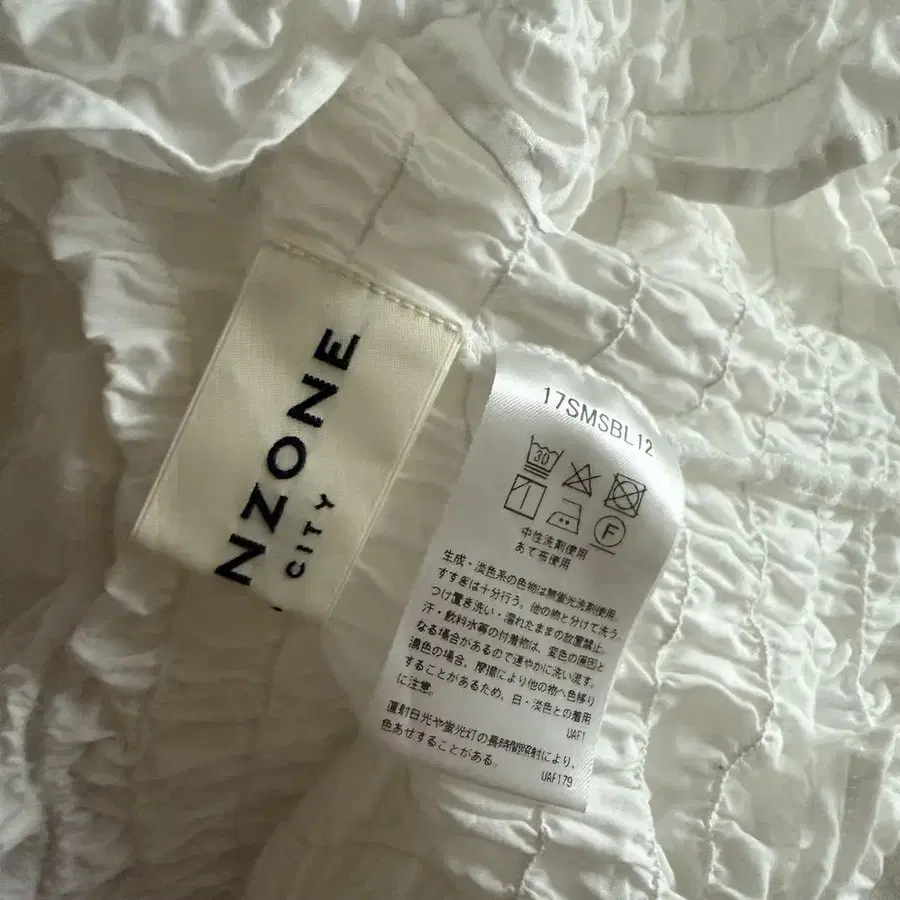 NZONE
CITY
17SMSBL12
30
F
中性洗剤使用
あて布使用
生成・淡色系の色物は無蛍光洗剤使用。
すすぎは十分行う。他の物と分けて洗う。
つけ置き洗い・濡れたままの放置禁止。
汗・飲料水等の付着物は、変色の原因と
なる場合があるので速やかに洗い流す。
濃色の場合、摩擦により他の物へ色移り
することがあるため、白・淡色との着用
に注意。
UAF1
直射日光や蛍光灯の長時間照射により、
色あせすることがある。
UAF179